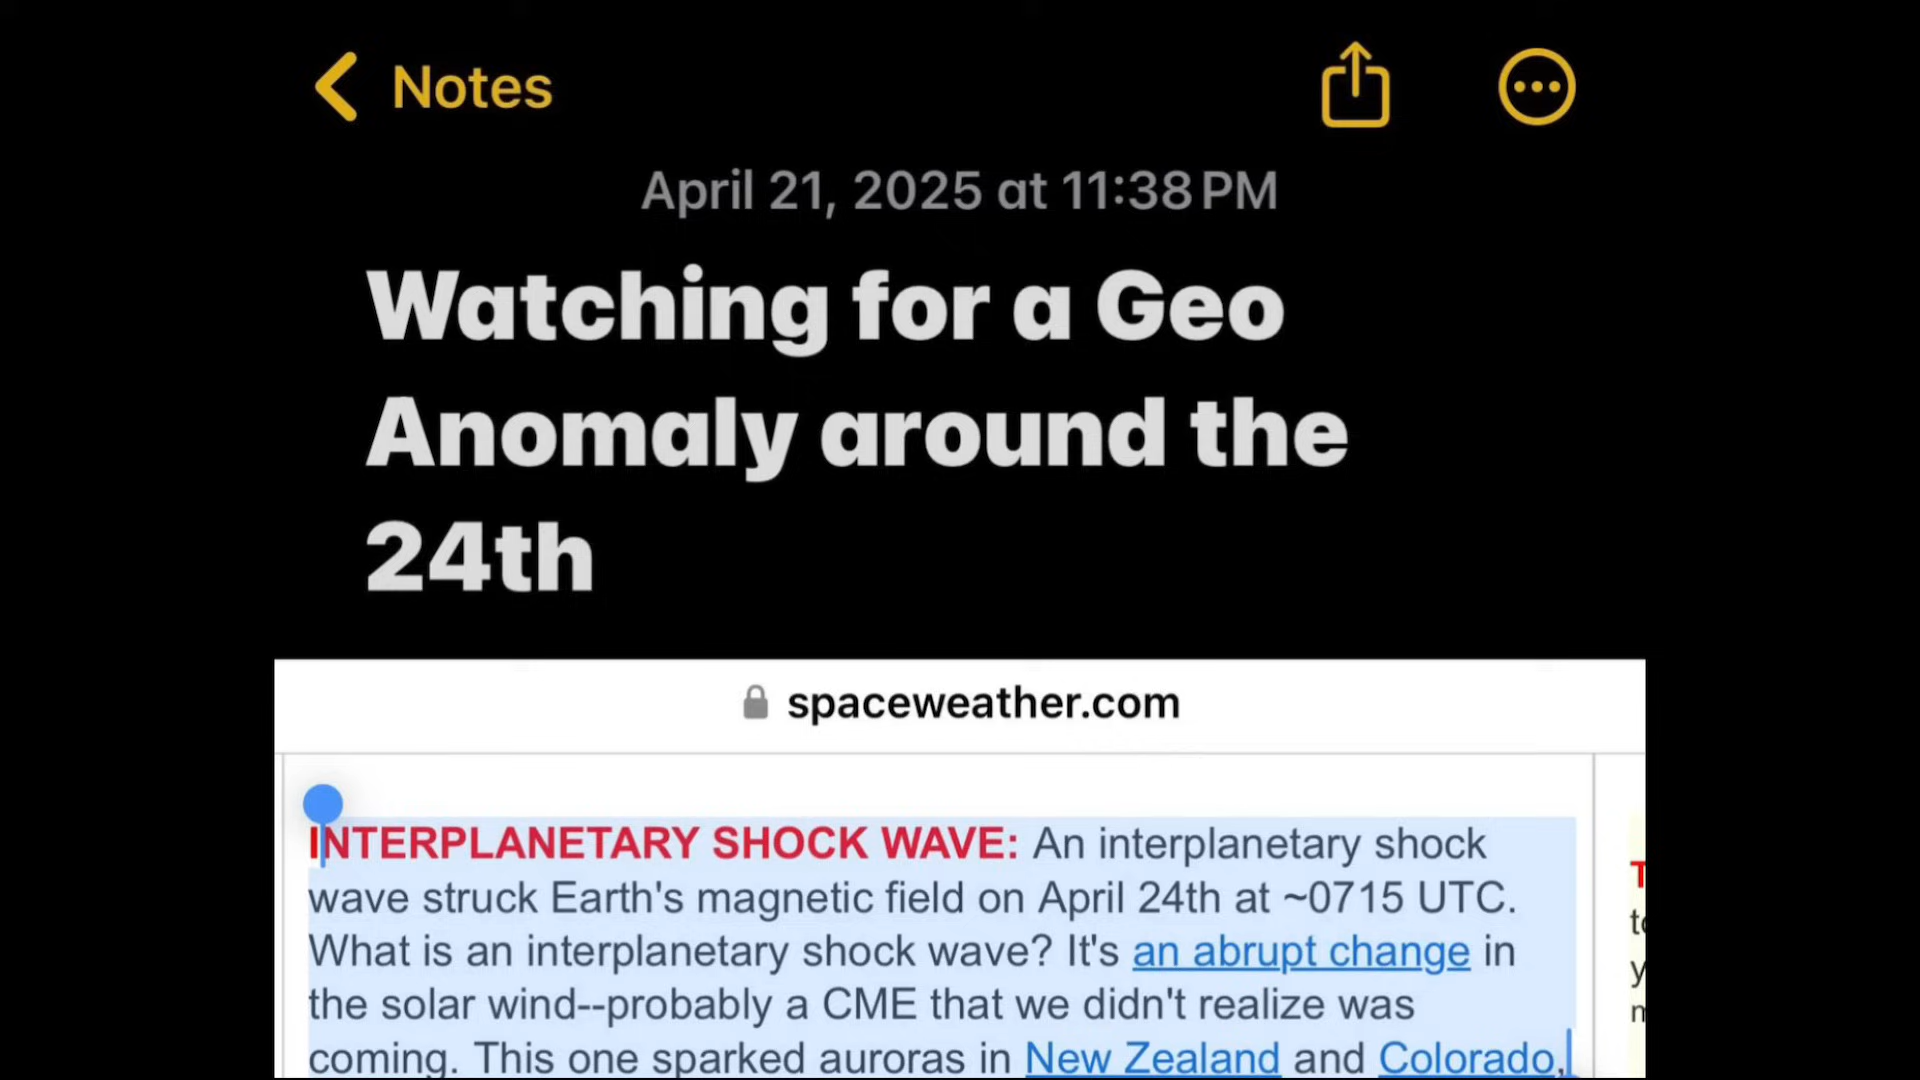 Notes
April 21, 2025 at 11:38 PM
Watching for a Geo
Anomaly around the
24th
spaceweather.com
INTERPLANETARY SHOCK WAVE: An interplanetary shock
wave struck Earth's magnetic field on April 24th at ~0715 UTC.
What is an interplanetary shock wave? It's an abrupt change in
the solar wind--probably a CME that we didn't realize was
coming. This one sparked auroras in New Zealand and Colorado,